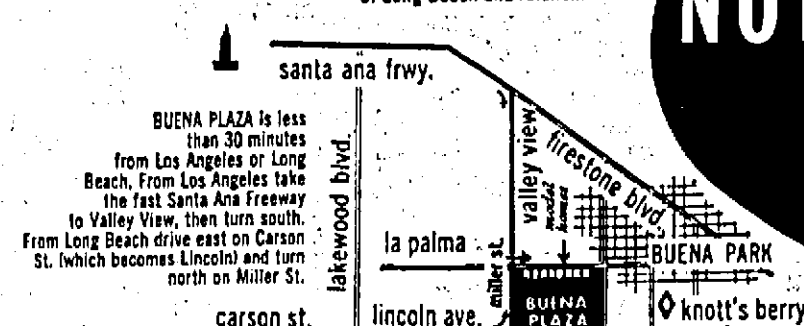 NO
santa ana frwy.
BUENA PLAZA is less
than 30 minutes
from Los Angeles or Long
Beach. From Los Angeles take
the fast Santa Ana Freeway
to Valley View, then turn south.
From Long Beach drive east on Carson
St. (which becomes Lincoln) and turn
north on Miller St.
lakewood blvd.
valley view
firestone blvd.
model
homes
la palma
miller st.
BUENA PARK
BUENA
PLAZA
knott's berry
carson st.
lincoln ave.